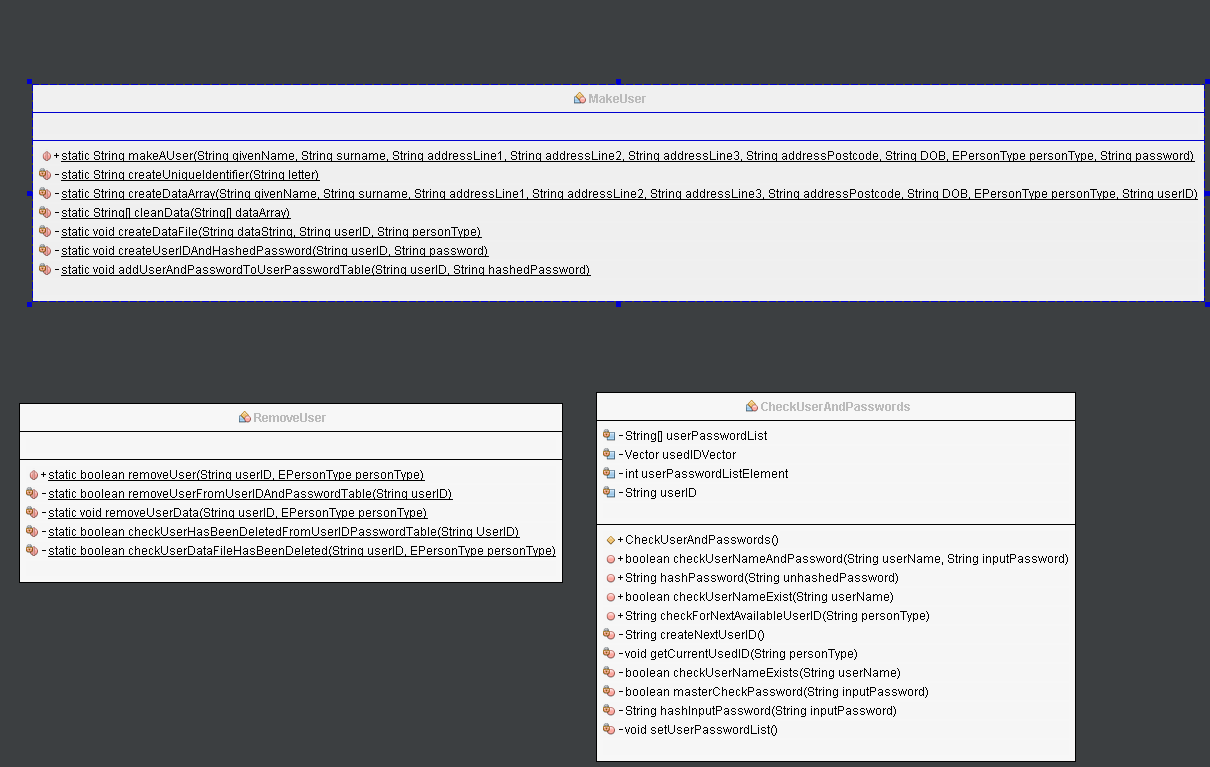 MakeUser
+static String makeAUser(String givenName, String surname, String addressLine1, String addressLine2, String addressLine3, String addressPostcode, String DOB, EPersonType personType, String password)
-static String createUniqueIdentifier(String letter)
-static String createDataArray(String givenName, String surname, String addressLine1, String addressLine2, String addressLine3, String addressPostcode, String DOB, EPersonType personType, String userID)
-static String[] cleanData(String[] dataArray)
-static void createDataFile(String dataString, String userID, String personType)
-static void createUserIDAndHashedPassword(String userID, String password)
-static void addUserAndPasswordToUserPasswordTable(String userID, String hashedPassword)
RemoveUser
+static boolean removeUser(String userID, EPersonType personType)
-static boolean removeUserFromUserIDAndPasswordTable(String userID)
-static void removeUserData(String userID, EPersonType personType)
-static boolean checkUserHasBeenDeletedFromUserIDPasswordTable(String UserID)
-static boolean checkUserDataFileHasBeenDeleted(String userID, EPersonType personType)
CheckUserAndPasswords
-String[] userPasswordList
-Vector usedIDVector
-int userPasswordListElement
-String userID
+CheckUserAndPasswords()
+boolean checkUserNameAndPassword(String userName, String inputPassword)
+String hashPassword(String unhashedPassword)
+boolean checkUserNameExist(String userName)
+String checkForNextAvailableUserID(String personType)
-String createNextUserID()
-void getCurrentUsedID(String personType)
-boolean checkUserNameExists(String userName)
-boolean masterCheckPassword(String inputPassword)
-String hashInputPassword(String inputPassword)
-void setUserPasswordList()